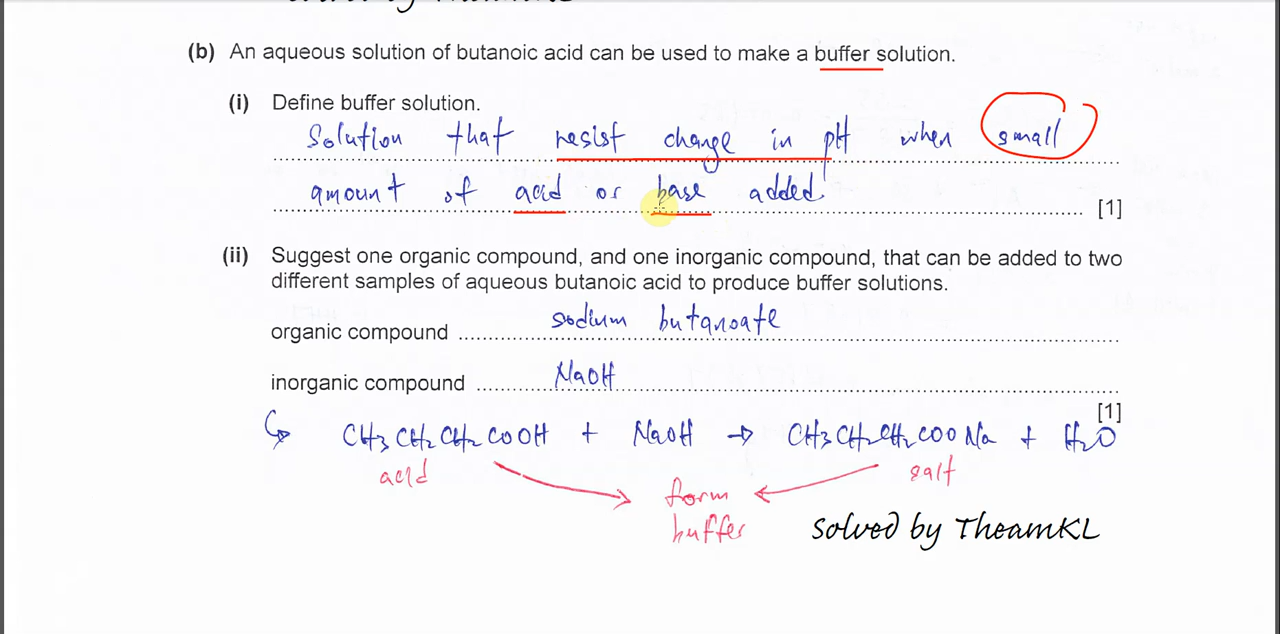 (b) An aqueous solution of butanoic acid can be used to make a buffer solution.
(i) Define buffer solution.
Solution that resist change in pH when small
amount of acid or base added
[1]
(ii) Suggest one organic compound, and one inorganic compound, that can be added to two
different samples of aqueous butanoic acid to produce buffer solutions.
organic compound sodium butanoate
inorganic compound NaOH
[1]
↳ CH3CH2CH2COOH + NaOH → CH3CH2CH2COONa + H2O
acid salt
form
buffer
Solved by TheamKL